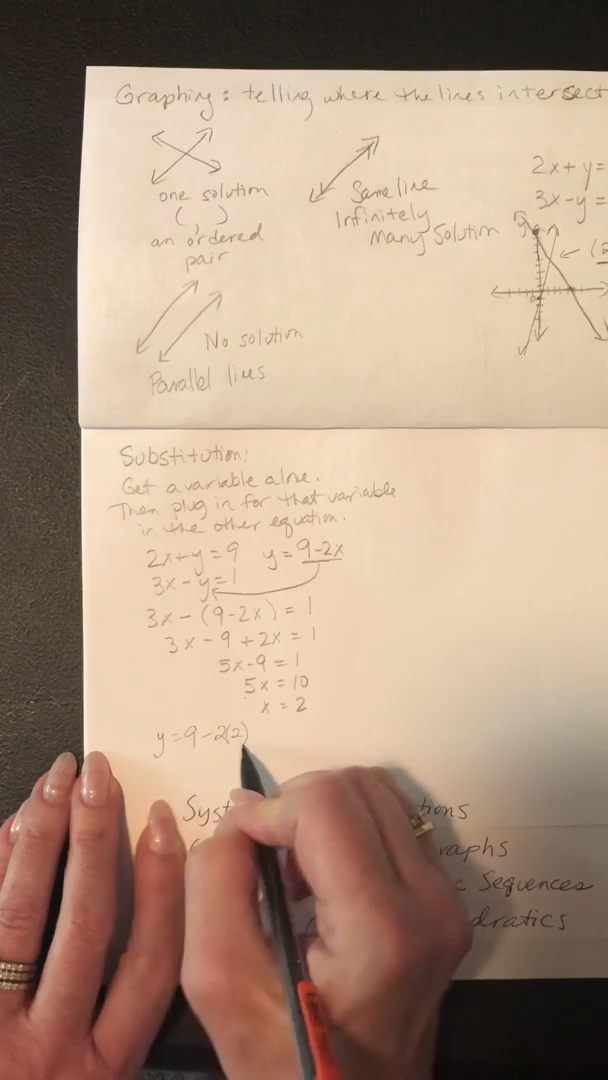 Graphing: telling where the lines intersect
one solution
( , )
an ordered
pair
Same line
Infinitely
Many Solution
2x+y=
3x-y=
(2
No solution
Parallel lines
Substitution:
Get a variable alone.
Then plug in for that variable
in the other equation.
2x+y=9 y=9-2x
3x-y=1
3x-(9-2x)=1
3x-9+2x=1
5x-9=1
5x=10
x=2
y=9-2(2)
Syst tions
raphs
c Sequences
dratics